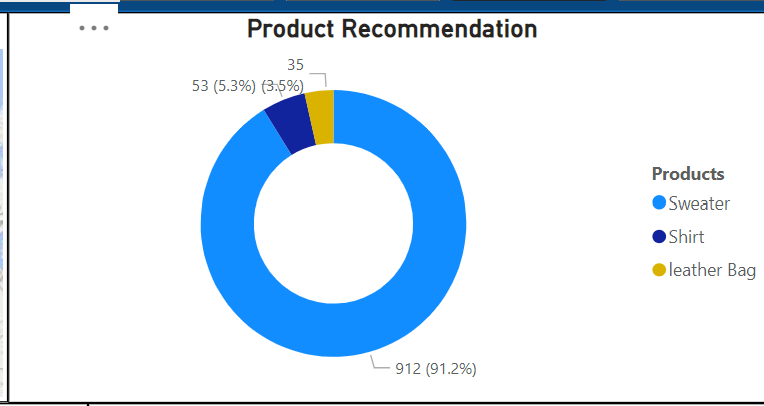 Product Recommendation
35
(3.5%)
53 (5.3%)
912 (91.2%)
Products
Sweater
Shirt
leather Bag